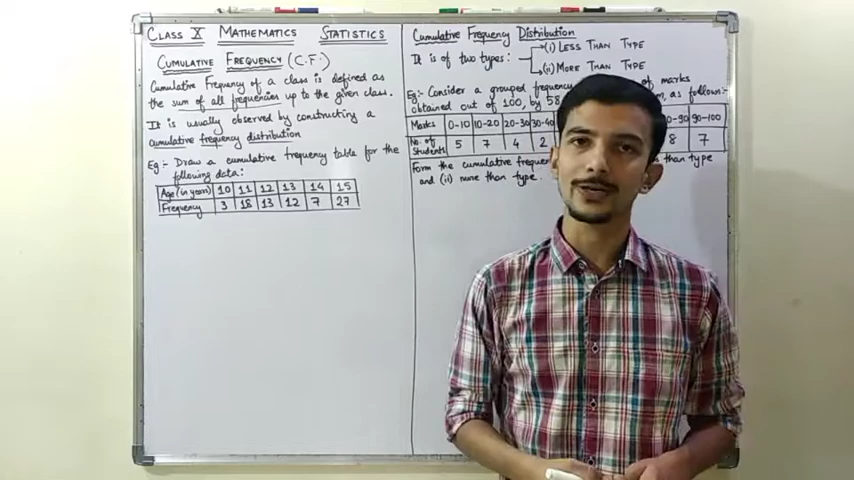 CLASS X MATHEMATICS STATISTICS
CUMULATIVE FREQUENCY (C.F.)
Cumulative Frequency of a class is defined as
the sum of all frequencies up to the given class.
It is usually observed by constructing a
cumulative frequency distribution
Eg:- Draw a cumulative frequency table for the
following data:
Age (in years) 10 11 12 13 14 15
Frequency 3 18 13 12 7 27
Cumulative Frequency Distribution
It is of two types:- (i) LESS THAN TYPE
(ii) MORE THAN TYPE
Eg:- Consider a grouped frequency of marks
obtained out of 100, by 58 as follows:-
Marks 0-10 10-20 20-30 30-40 90-100
No. of Students 5 7 4 2 8 7
Form the cumulative frequency than type
and (ii) more than type.